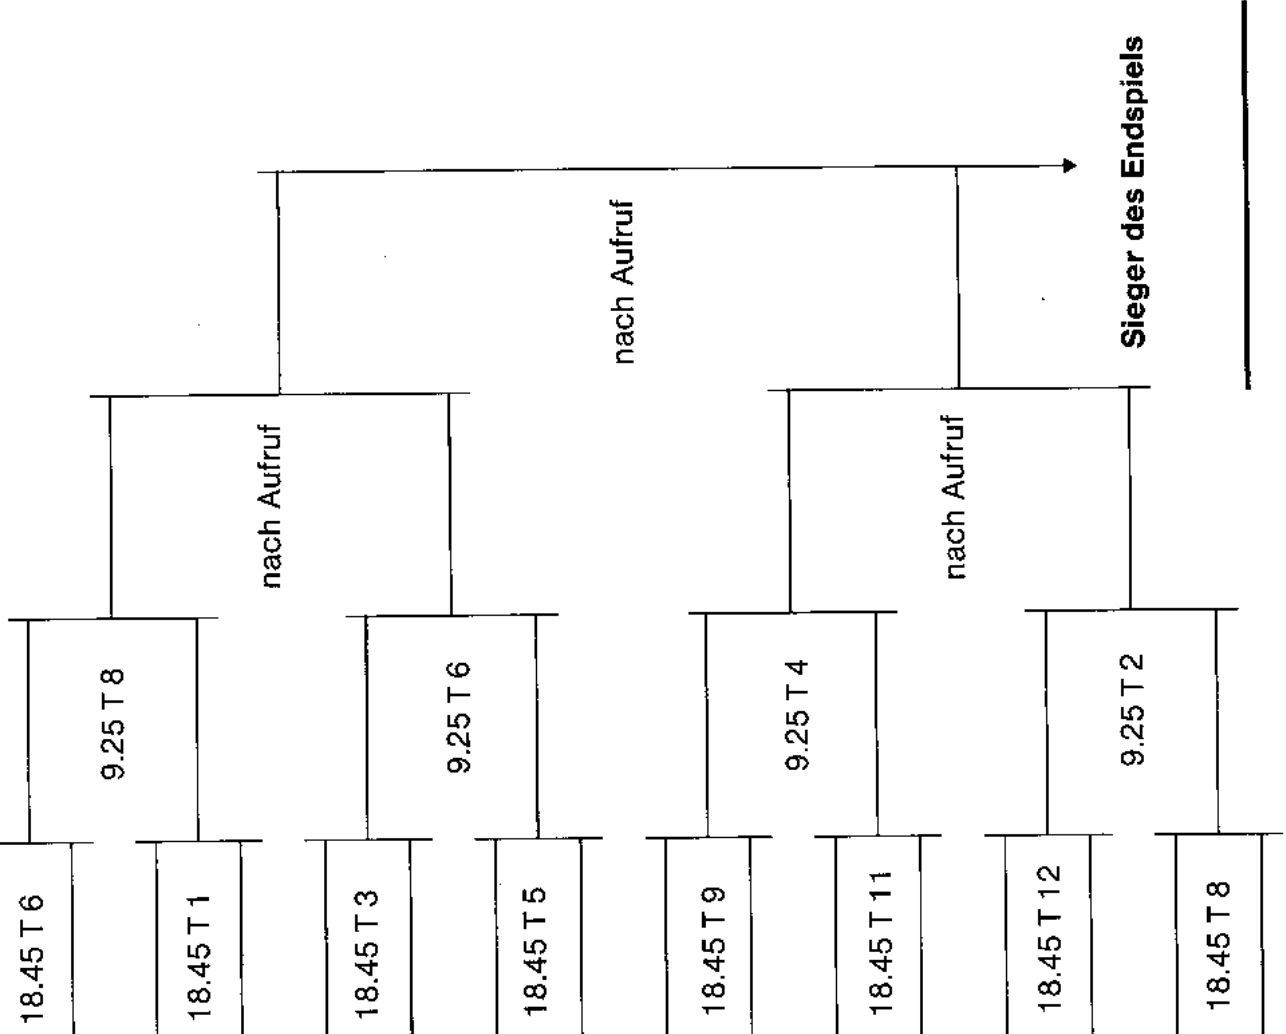 18.45 T 6
18.45 T 1
18.45 T 3
18.45 T 5
18.45 T 9
18.45 T 11
18.45 T 12
18.45 T 8
9.25 T 8
9.25 T 6
9.25 T 4
9.25 T 2
nach Aufruf
nach Aufruf
nach Aufruf
Sieger des Endspiels